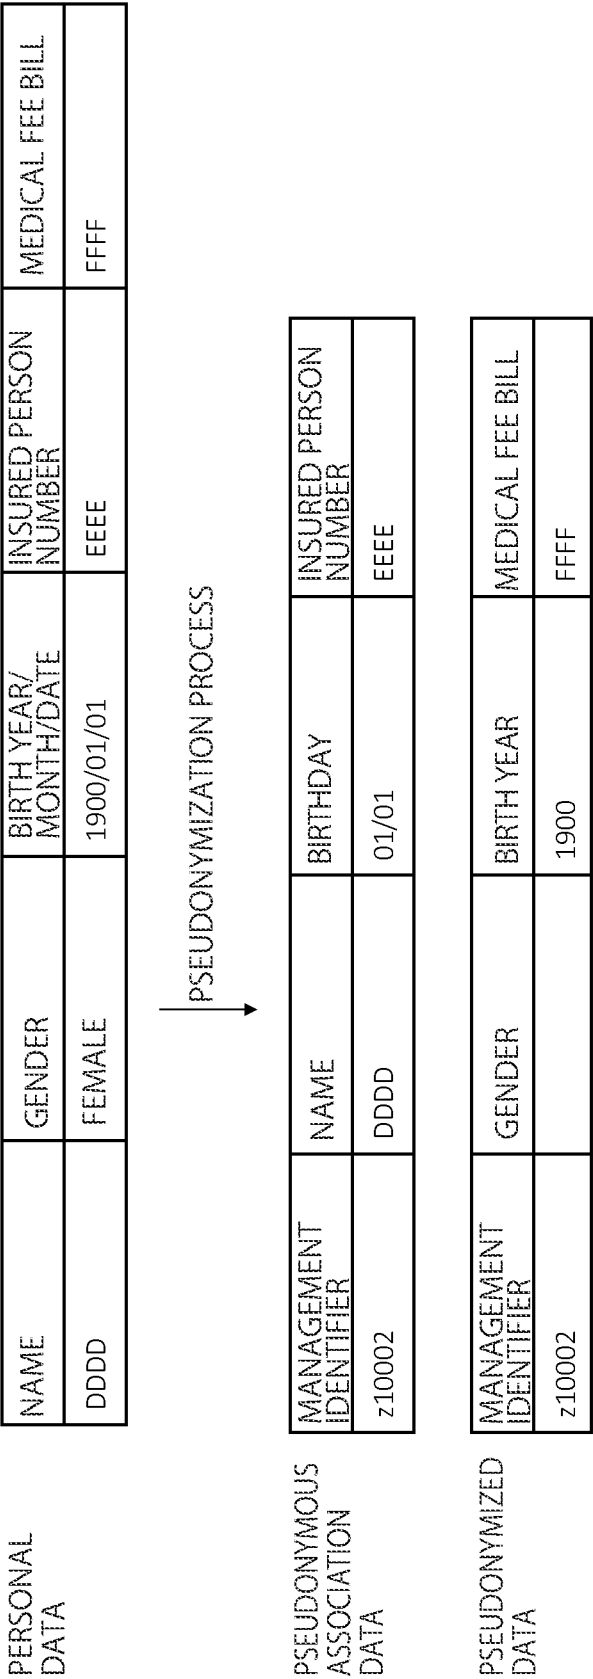 PERSONAL
DATA
NAME
GENDER
BIRTH YEAR/
MONTH/DATE
INSURED PERSON
NUMBER
MEDICAL FEE BILL
DDDD
FEMALE
1900/01/01
EEEE
FFFF
PSEUDONYMIZATION PROCESS
PSEUDONYMOUS
ASSOCIATION
DATA
MANAGEMENT
IDENTIFIER
NAME
BIRTHDAY
INSURED PERSON
NUMBER
z10002
DDDD
01/01
EEEE
PSEUDONYMIZED
DATA
MANAGEMENT
IDENTIFIER
GENDER
BIRTH YEAR
MEDICAL FEE BILL
z10002
1900
FFFF